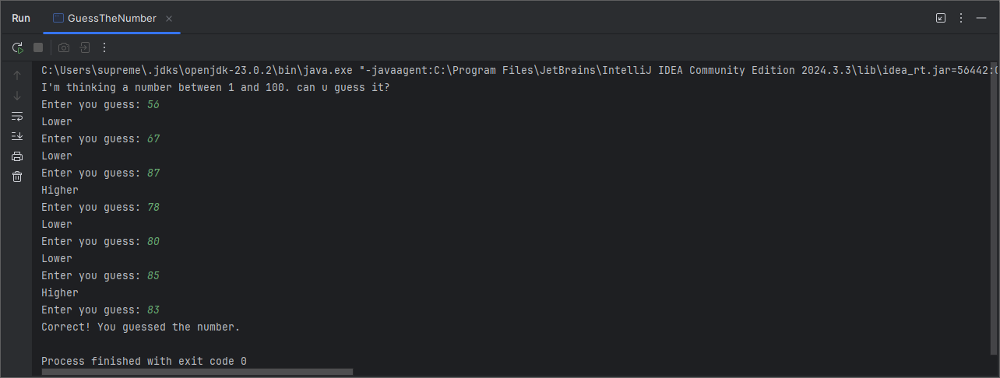 Run GuessTheNumber
C:\Users\supreme\.jdks\openjdk-23.0.2\bin\java.exe "-javaagent:C:\Program Files\JetBrains\IntelliJ IDEA Community Edition 2024.3.3\lib\idea_rt.jar=56442:C
I'm thinking a number between 1 and 100. can u guess it?
Enter you guess: 56
Lower
Enter you guess: 67
Lower
Enter you guess: 87
Higher
Enter you guess: 78
Lower
Enter you guess: 80
Lower
Enter you guess: 85
Higher
Enter you guess: 83
Correct! You guessed the number.
Process finished with exit code 0